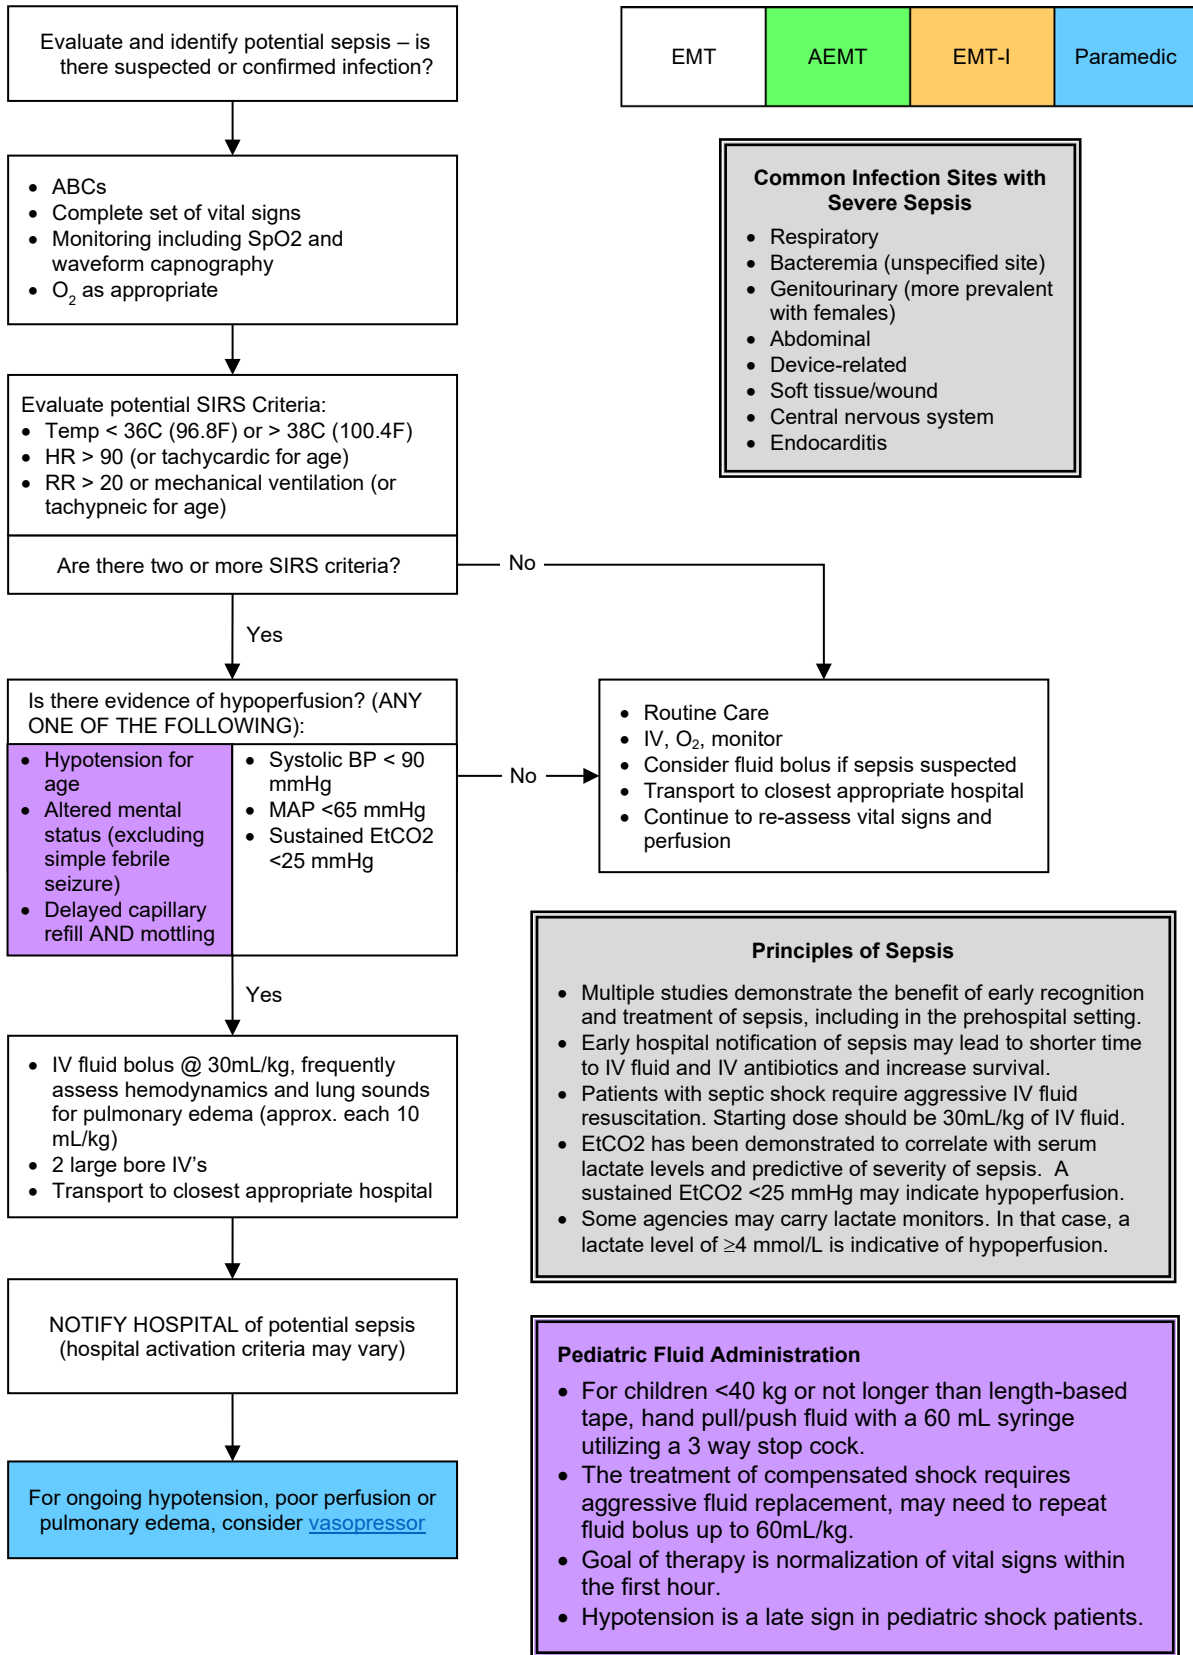 Evaluate and identify potential sepsis – is
there suspected or confirmed infection?
EMT
AEMT
EMT-I
Paramedic
• ABCs
• Complete set of vital signs
• Monitoring including SpO2 and
waveform capnography
• O2 as appropriate
Common Infection Sites with
Severe Sepsis
• Respiratory
• Bacteremia (unspecified site)
• Genitourinary (more prevalent
with females)
• Abdominal
• Device-related
• Soft tissue/wound
• Central nervous system
• Endocarditis
Evaluate potential SIRS Criteria:
• Temp < 36C (96.8F) or > 38C (100.4F)
• HR > 90 (or tachycardic for age)
• RR > 20 or mechanical ventilation (or
tachypneic for age)
Are there two or more SIRS criteria?
No
Yes
Is there evidence of hypoperfusion? (ANY
ONE OF THE FOLLOWING):
• Hypotension for
age
• Altered mental
status (excluding
simple febrile
seizure)
• Delayed capillary
refill AND mottling
• Systolic BP < 90
mmHg
• MAP <65 mmHg
• Sustained EtCO2
<25 mmHg
No
• Routine Care
• IV, O2, monitor
• Consider fluid bolus if sepsis suspected
• Transport to closest appropriate hospital
• Continue to re-assess vital signs and
perfusion
Yes
• IV fluid bolus @ 30mL/kg, frequently
assess hemodynamics and lung sounds
for pulmonary edema (approx. each 10
mL/kg)
• 2 large bore IV's
• Transport to closest appropriate hospital
Principles of Sepsis
• Multiple studies demonstrate the benefit of early recognition
and treatment of sepsis, including in the prehospital setting.
• Early hospital notification of sepsis may lead to shorter time
to IV fluid and IV antibiotics and increase survival.
• Patients with septic shock require aggressive IV fluid
resuscitation. Starting dose should be 30mL/kg of IV fluid.
• EtCO2 has been demonstrated to correlate with serum
lactate levels and predictive of severity of sepsis. A
sustained EtCO2 <25 mmHg may indicate hypoperfusion.
• Some agencies may carry lactate monitors. In that case, a
lactate level of ≥4 mmol/L is indicative of hypoperfusion.
NOTIFY HOSPITAL of potential sepsis
(hospital activation criteria may vary)
For ongoing hypotension, poor perfusion or
pulmonary edema, consider vasopressor
Pediatric Fluid Administration
• For children <40 kg or not longer than length-based
tape, hand pull/push fluid with a 60 mL syringe
utilizing a 3 way stop cock.
• The treatment of compensated shock requires
aggressive fluid replacement, may need to repeat
fluid bolus up to 60mL/kg.
• Goal of therapy is normalization of vital signs within
the first hour.
• Hypotension is a late sign in pediatric shock patients.